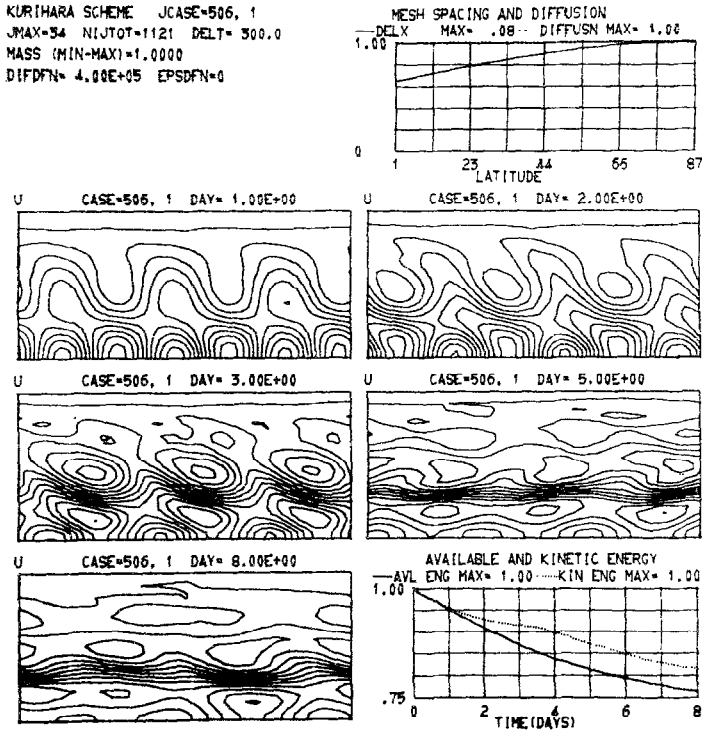 KURIHARA SCHEME JCASE=506, 1
JMAX=34 NIJTOT=1121 DELT= 300.0
MASS (MIN-MAX)=1.0000
DIFDFN= 4.00E+05 EPSDFN=0
MESH SPACING AND DIFFUSION
DELX MAX= .08 DIFFUSN MAX= 1.00
1.00
0
1 23 44 66 87
LATITUDE
U CASE=506, 1 DAY= 1.00E+00
U CASE=506, 1 DAY= 2.00E+00
U CASE=506, 1 DAY= 3.00E+00
U CASE=506, 1 DAY= 5.00E+00
U CASE=506, 1 DAY= 8.00E+00
AVAILABLE AND KINETIC ENERGY
AVL ENG MAX= 1.00 KIN ENG MAX= 1.00
1.00
.75
0 2 4 6 8
TIME(DAYS)